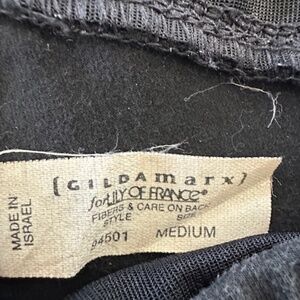 [GILDAmarx]
for LILY OF FRANCE®
FIBERS & CARE ON BACK
STYLE SIZE
94501 MEDIUM
MADE IN
ISRAEL